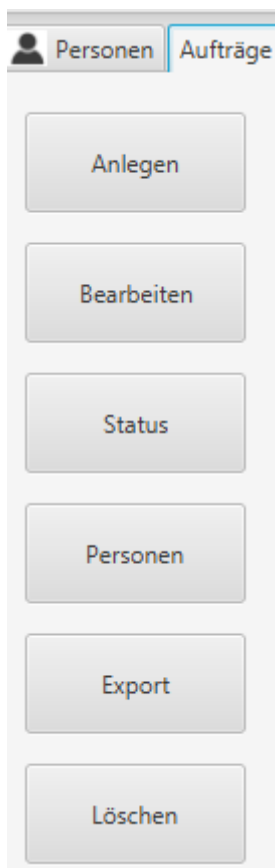 Personen Aufträge
Anlegen
Bearbeiten
Status
Personen
Export
Löschen